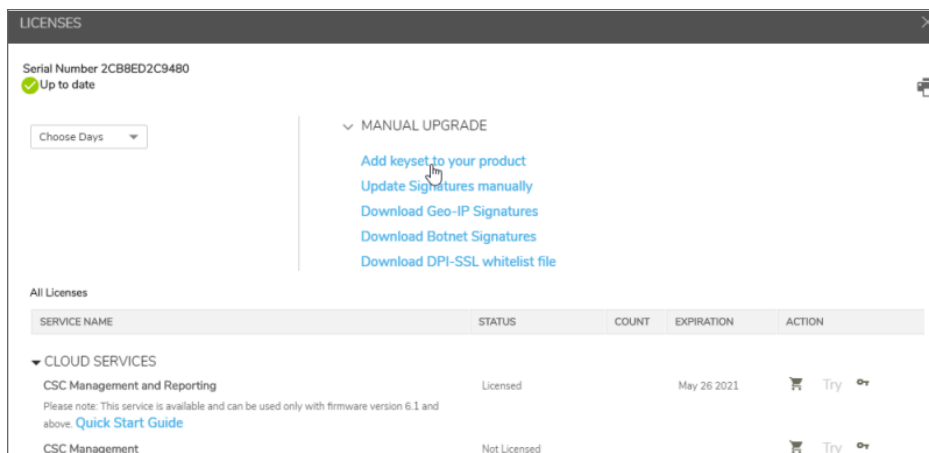 LICENSES
Serial Number 2CB8ED2C9480
Up to date
Choose Days
MANUAL UPGRADE
Add keyset to your product
Update Signatures manually
Download Geo-IP Signatures
Download Botnet Signatures
Download DPI-SSL whitelist file
All Licenses
SERVICE NAME STATUS COUNT EXPIRATION ACTION
CLOUD SERVICES
CSC Management and Reporting Licensed May 26 2021 Try
Please note: This service is available and can be used only with firmware version 6.1 and
above. Quick Start Guide
CSC Management Not Licensed Try